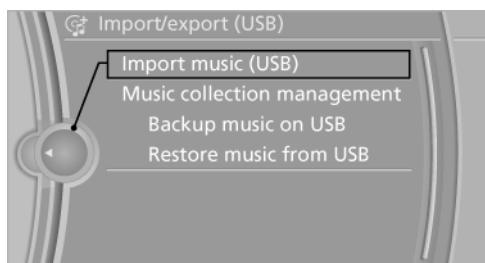 Import/export (USB)
Import music (USB)
Music collection management
Backup music on USB
Restore music from USB